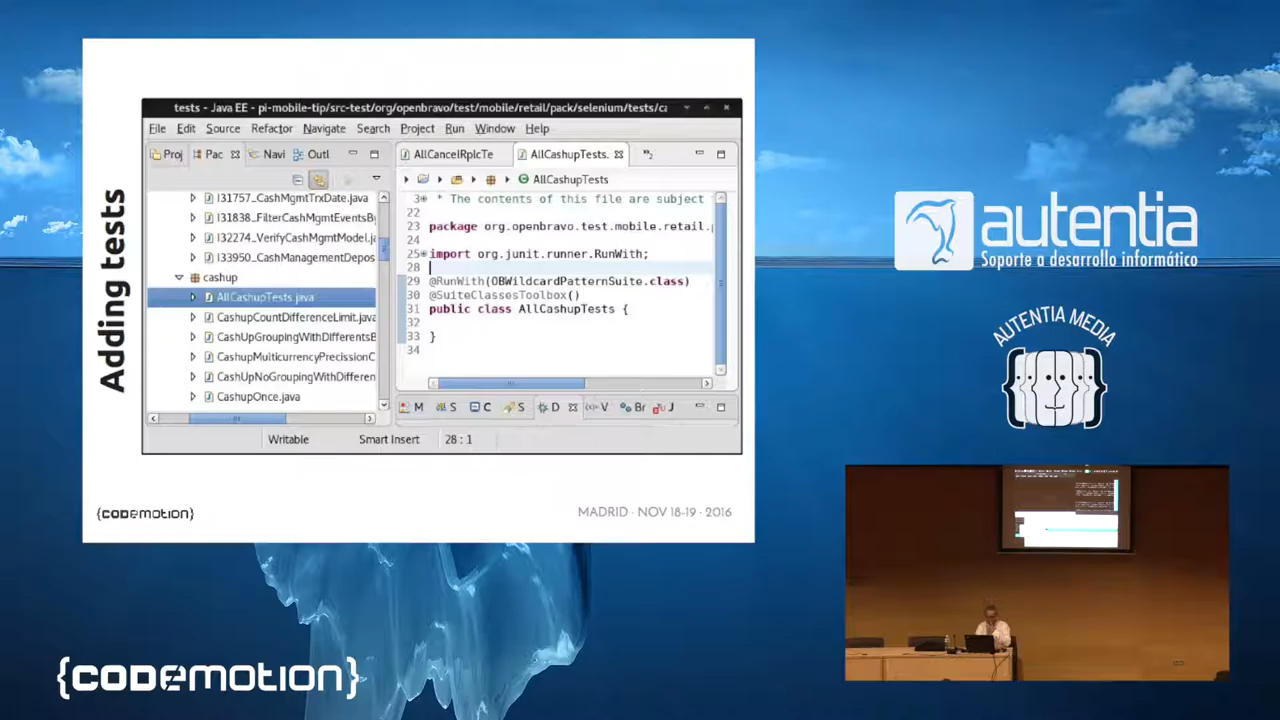 Adding tests
tests - Java EE - pi-mobile-tip/src-test/org/openbravo/test/mobile/retail/pack/selenium/tests/ca
File Edit Source Refactor Navigate Search Project Run Window Help
Proj Pac Navi Outl
I31757_CashMgmtTrxDate.java
I31838_FilterCashMgmtEventsBy
I32274_VerifyCashMgmtModel.ja
I33950_CashManagementDepos
cashup
AllCashupTests.java
CashupCountDifferenceLimit.java
CashUpGroupingWithDifferentsB
CashupMulticurrencyPrecissionC
CashUpNoGroupingWithDifferen
CashupOnce.java
AllCancelRplcTe AllCashupTests.
AllCashupTests
3 * The contents of this file are subject
22
23 package org.openbravo.test.mobile.retail.p
24
25 import org.junit.runner.RunWith;
28
29 @RunWith(OBWildcardPatternSuite.class)
30 @SuiteClassesToolbox()
31 public class AllCashupTests {
32
33 }
34
M S C S D V Br J
Writable Smart Insert 28 : 1
{CODEMOTION} MADRID · NOV 18-19 · 2016
autentia
Soporte a desarrollo informático
AUTENTIA MEDIA
{CODEMOTION}